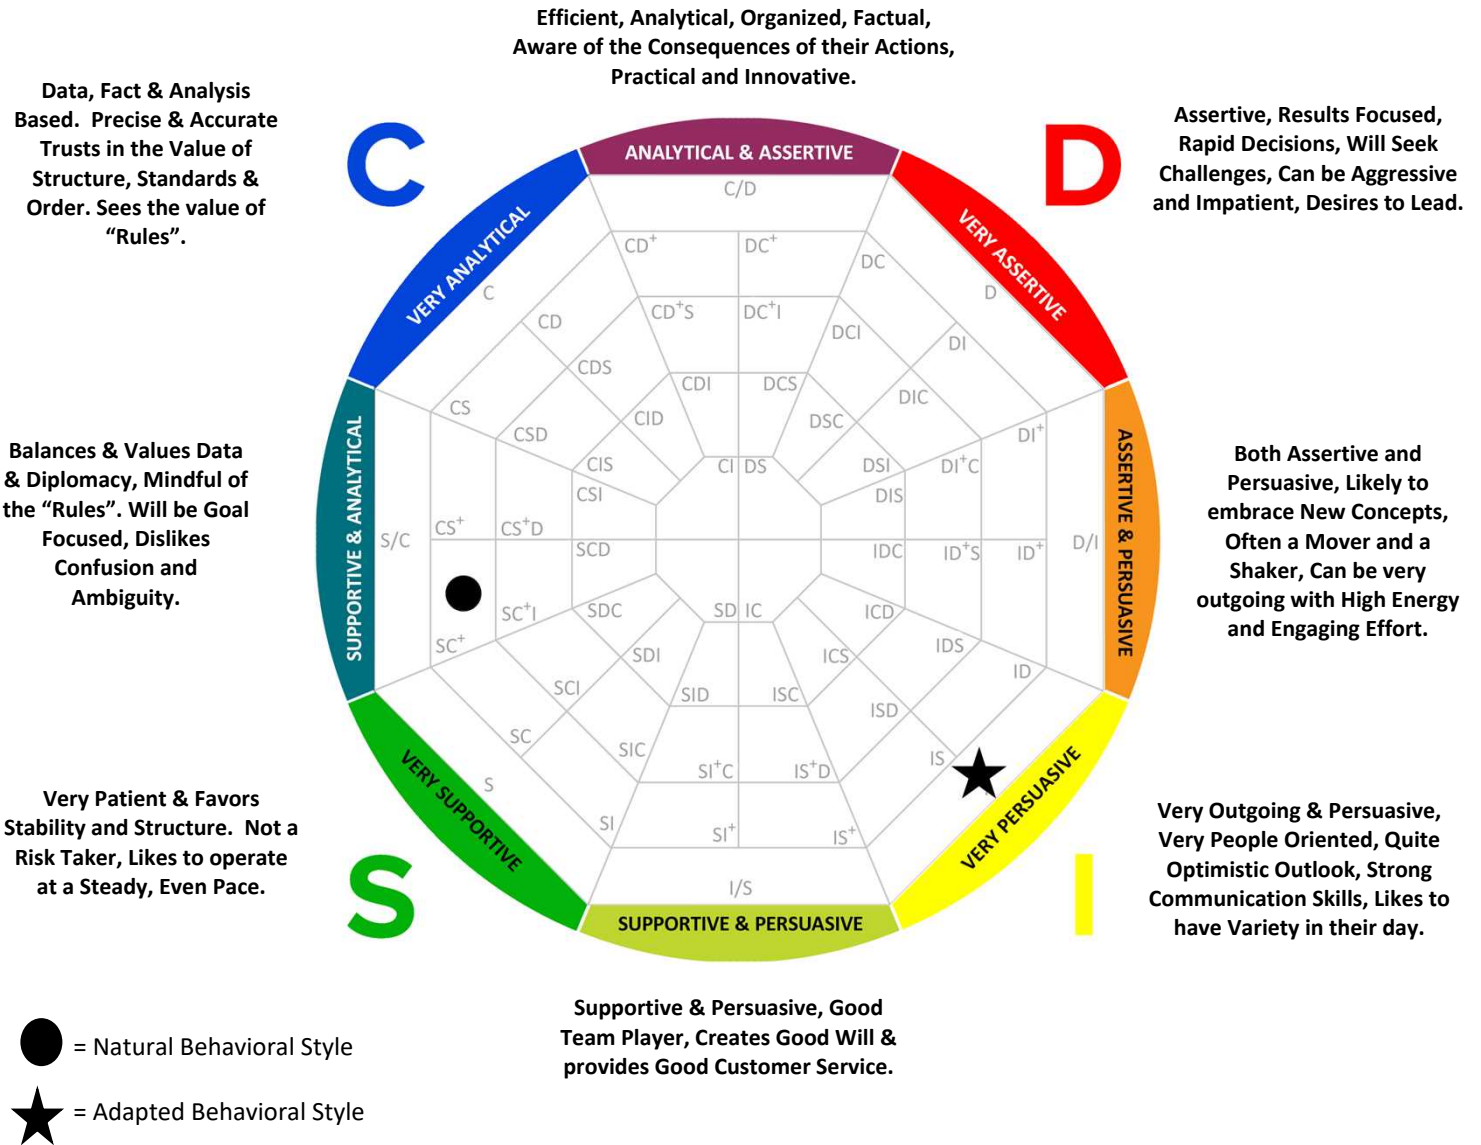 Efficient, Analytical, Organized, Factual,
Aware of the Consequences of their Actions,
Practical and Innovative.
Data, Fact & Analysis
Based. Precise & Accurate
Trusts in the Value of
Structure, Standards &
Order. Sees the value of
“Rules”.
C
D
Assertive, Results Focused,
Rapid Decisions, Will Seek
Challenges, Can be Aggressive
and Impatient, Desires to Lead.
ANALYTICAL & ASSERTIVE
VERY ANALYTICAL
VERY ASSERTIVE
C/D
CD+
DC+
DC
C
D
CD
CD+S
DC+I
DCI
DI
CDS
CDI
DCS
DIC
CS
CID
DSC
DI+
CSD
CIS
CI
DS
DSI
DI+C
CSI
DIS
Balances & Values Data
& Diplomacy, Mindful of
the “Rules”. Will be Goal
Focused, Dislikes
Confusion and
Ambiguity.
SUPPORTIVE & ANALYTICAL
ASSERTIVE & PERSUASIVE
Both Assertive and
Persuasive, Likely to
embrace New Concepts,
Often a Mover and a
Shaker, Can be very
outgoing with High Energy
and Engaging Effort.
S/C
CS+
CS+D
SCD
IDC
ID+S
ID+
D/I
SC+I
SDC
SD
IC
ICD
SC+
SDI
ICS
IDS
ID
SCI
SID
ISC
ISD
SC
SIC
SI+C
IS+D
IS
S
SI
SI+
IS+
I/S
VERY SUPPORTIVE
VERY PERSUASIVE
SUPPORTIVE & PERSUASIVE
Very Patient & Favors
Stability and Structure. Not a
Risk Taker, Likes to operate
at a Steady, Even Pace.
S
I
Very Outgoing & Persuasive,
Very People Oriented, Quite
Optimistic Outlook, Strong
Communication Skills, Likes to
have Variety in their day.
Supportive & Persuasive, Good
Team Player, Creates Good Will &
provides Good Customer Service.
= Natural Behavioral Style
= Adapted Behavioral Style